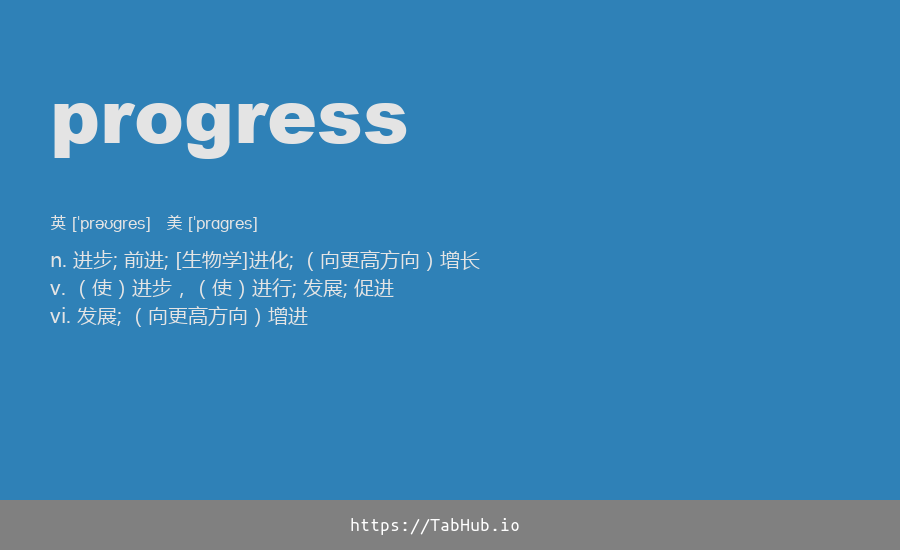 progress
英 [ˈprəʊgres] 美 [ˈprɑgres]
n. 进步; 前进; [生物学]进化; （向更高方向）增长
v. （使）进步，（使）进行; 发展; 促进
vi. 发展; （向更高方向）增进
https://TabHub.io